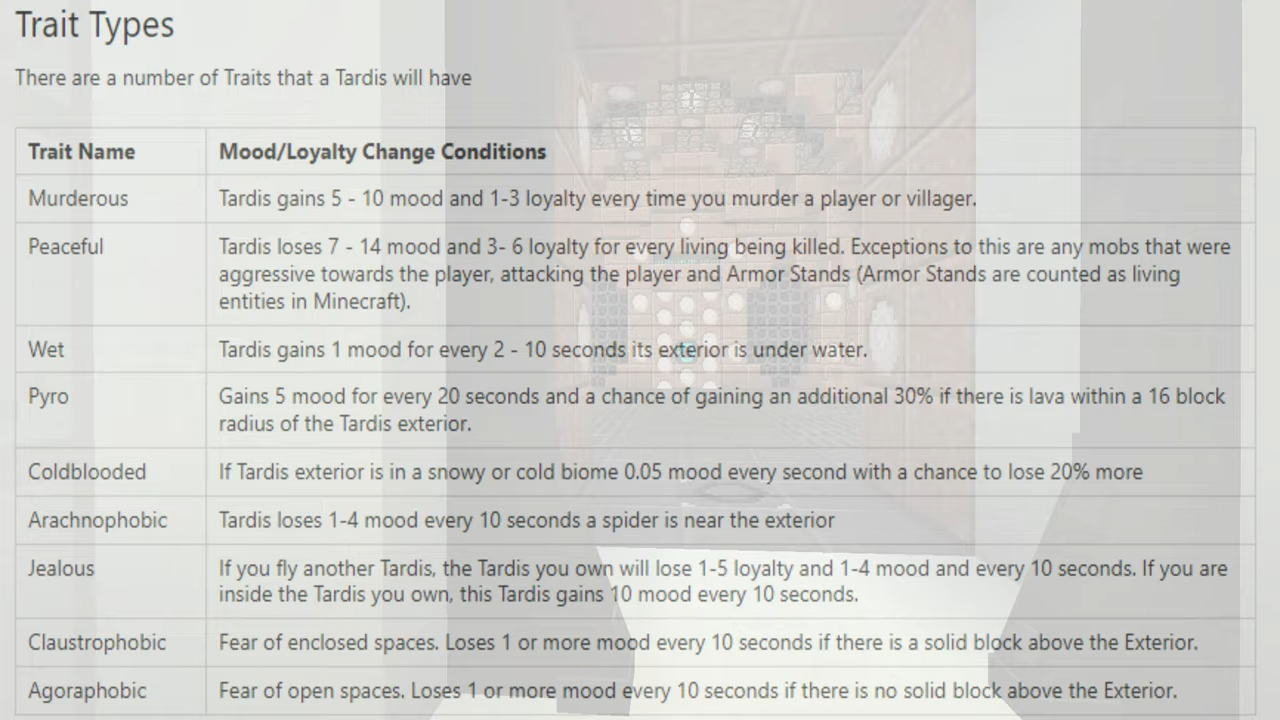 Trait Types
There are a number of Traits that a Tardis will have
Trait Name Mood/Loyalty Change Conditions
Murderous Tardis gains 5 - 10 mood and 1-3 loyalty every time you murder a player or villager.
Peaceful Tardis loses 7 - 14 mood and 3- 6 loyalty for every living being killed. Exceptions to this are any mobs that were
aggressive towards the player, attacking the player and Armor Stands (Armor Stands are counted as living
entities in Minecraft).
Wet Tardis gains 1 mood for every 2 - 10 seconds its exterior is under water.
Pyro Gains 5 mood for every 20 seconds and a chance of gaining an additional 30% if there is lava within a 16 block
radius of the Tardis exterior.
Coldblooded If Tardis exterior is in a snowy or cold biome 0.05 mood every second with a chance to lose 20% more
Arachnophobic Tardis loses 1-4 mood every 10 seconds a spider is near the exterior
Jealous If you fly another Tardis, the Tardis you own will lose 1-5 loyalty and 1-4 mood and every 10 seconds. If you are
inside the Tardis you own, this Tardis gains 10 mood every 10 seconds.
Claustrophobic Fear of enclosed spaces. Loses 1 or more mood every 10 seconds if there is a solid block above the Exterior.
Agoraphobic Fear of open spaces. Loses 1 or more mood every 10 seconds if there is no solid block above the Exterior.